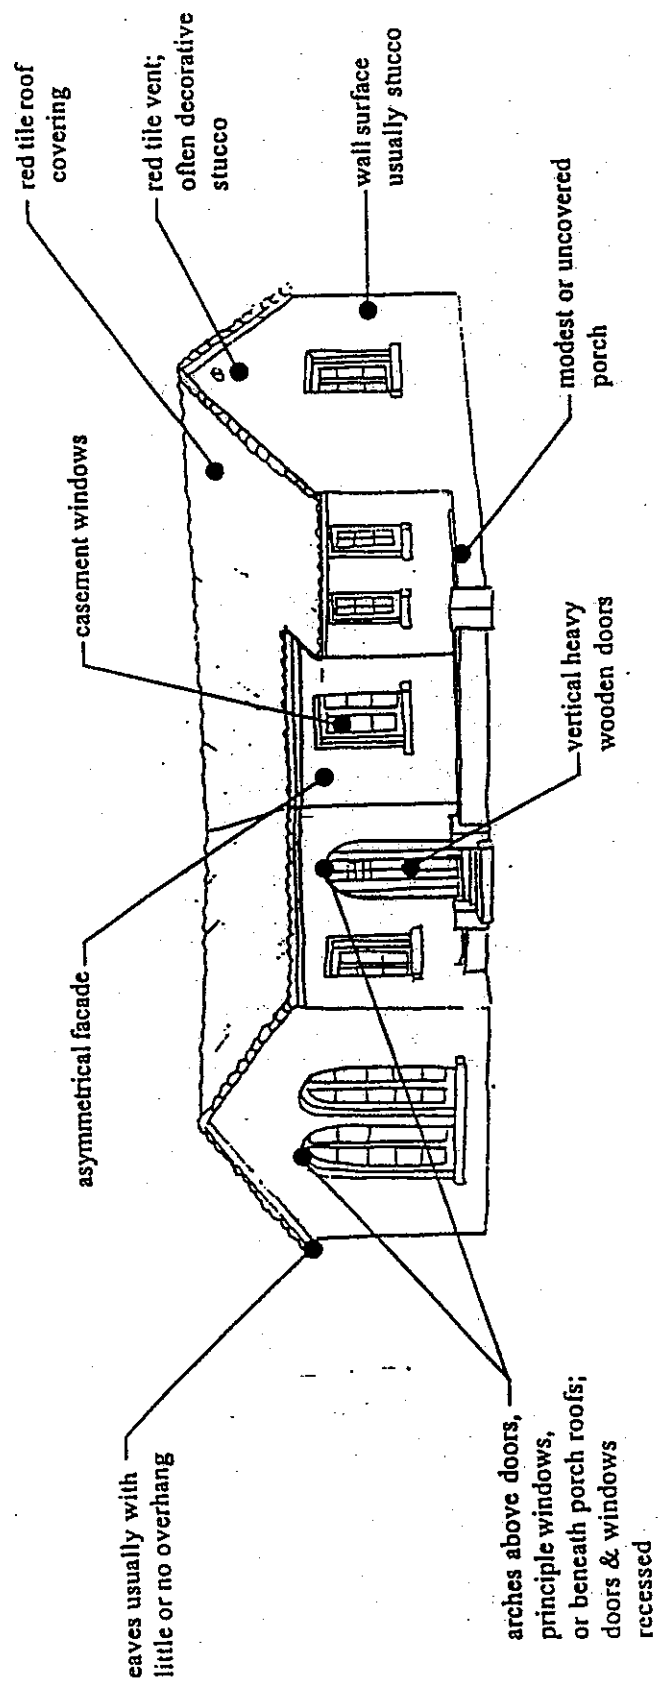 eaves usually with
little or no overhang
asymmetrical facade
casement windows
red tile roof
covering
red tile vent;
often decorative
stucco
wall surface
usually stucco
arches above doors,
principle windows,
or beneath porch roofs;
doors & windows
recessed
vertical heavy
wooden doors
modest or uncovered
porch